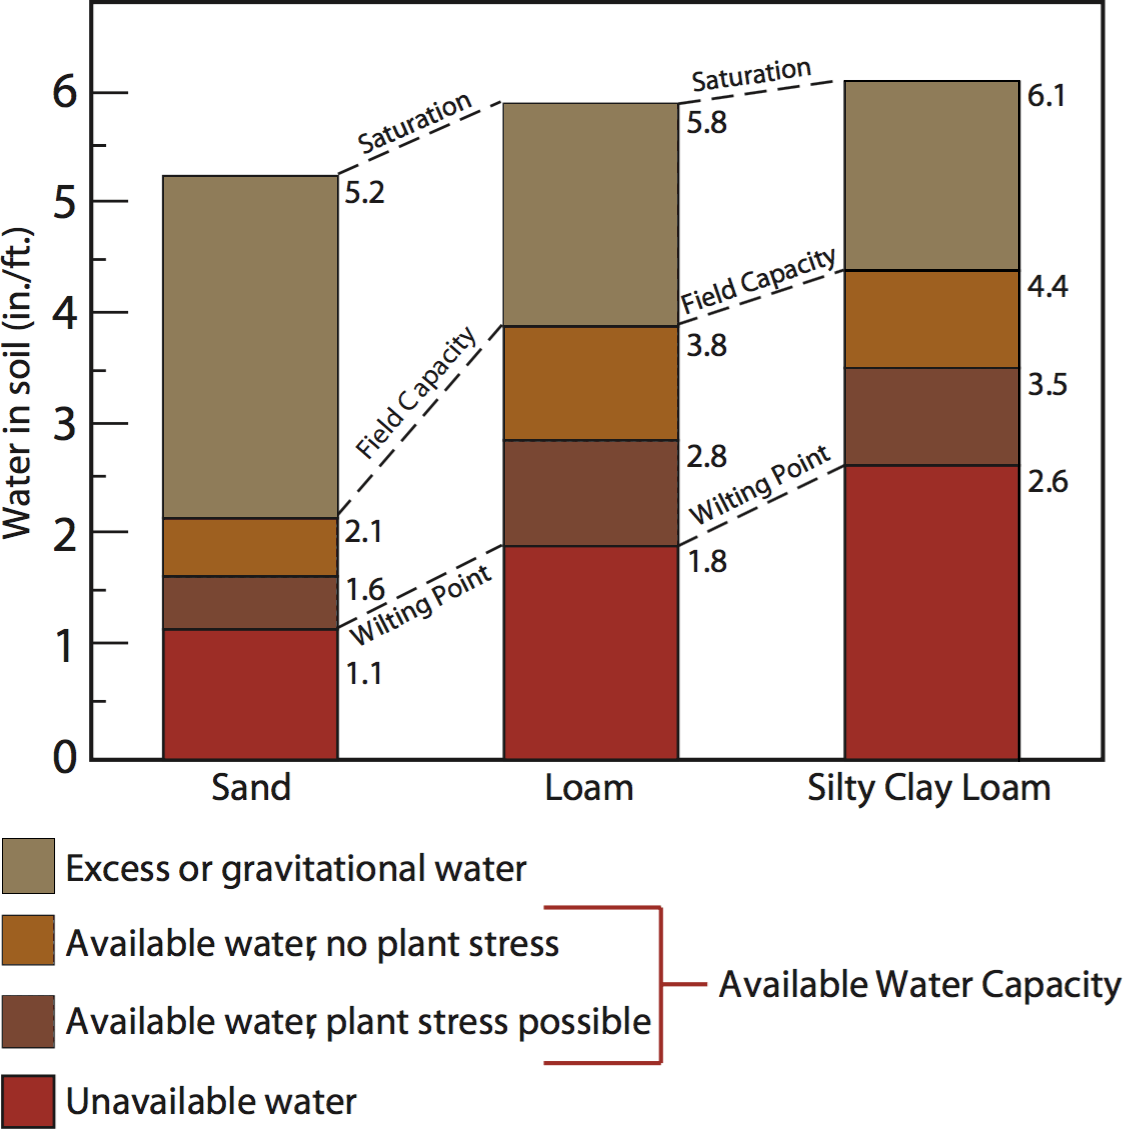 Water in soil (in./ft.)
6
5
4
3
2
1
0
Saturation
Saturation
Field Capacity
Field Capacity
Wilting Point
Wilting Point
5.2
2.1
1.6
1.1
5.8
3.8
2.8
1.8
6.1
4.4
3.5
2.6
Sand
Loam
Silty Clay Loam
Excess or gravitational water
Available water, no plant stress
Available water, plant stress possible
Available Water Capacity
Unavailable water